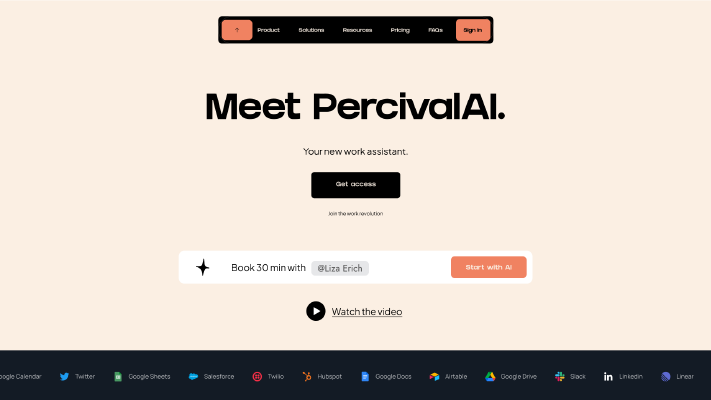 Product Solutions Resources Pricing FAQs Sign in
Meet PercivalAI.
Your new work assistant.
Get access
Join the work revolution
Book 30 min with @Liza Erich Start with AI
Watch the video
oogle Calendar Twitter Google Sheets Salesforce Twilio Hubspot Google Docs Airtable Google Drive Slack Linkedin Linear